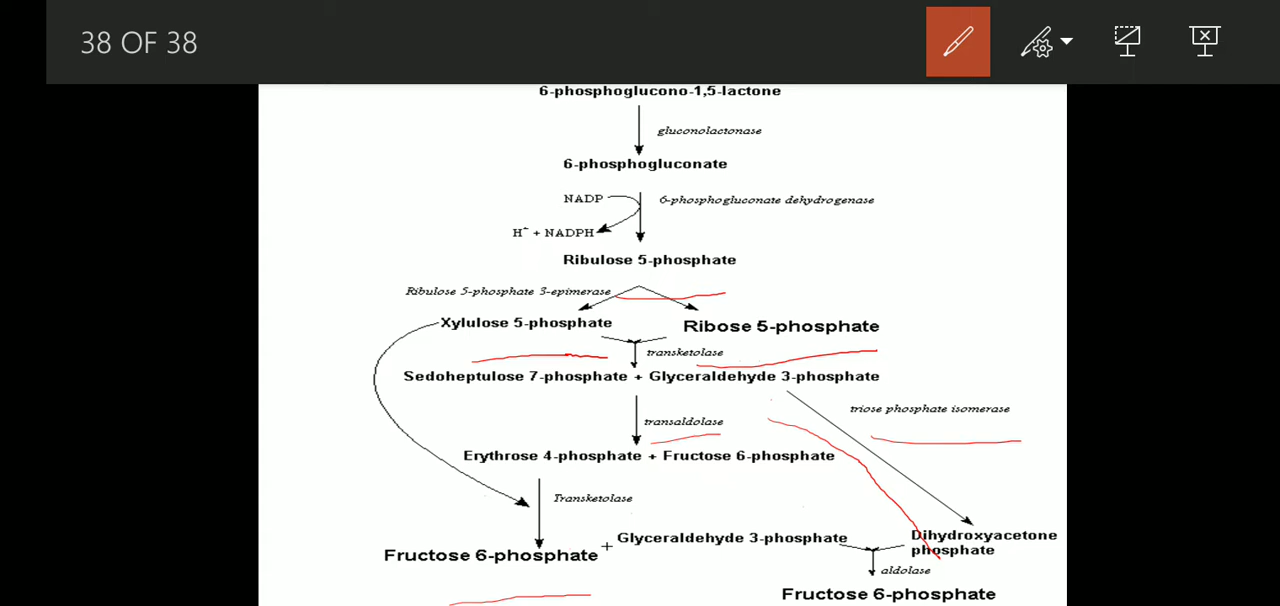 38 OF 38
6-phosphoglucono-1,5-lactone
gluconolactonase
6-phosphogluconate
NADP
6-phosphogluconate dehydrogenase
H+ + NADPH
Ribulose 5-phosphate
Ribulose 5-phosphate 3-epimerase
Xylulose 5-phosphate
Ribose 5-phosphate
transketolase
Sedoheptulose 7-phosphate + Glyceraldehyde 3-phosphate
triose phosphate isomerase
transaldolase
Erythrose 4-phosphate + Fructose 6-phosphate
Transketolase
Fructose 6-phosphate + Glyceraldehyde 3-phosphate
Dihydroxyacetone
phosphate
aldolase
Fructose 6-phosphate